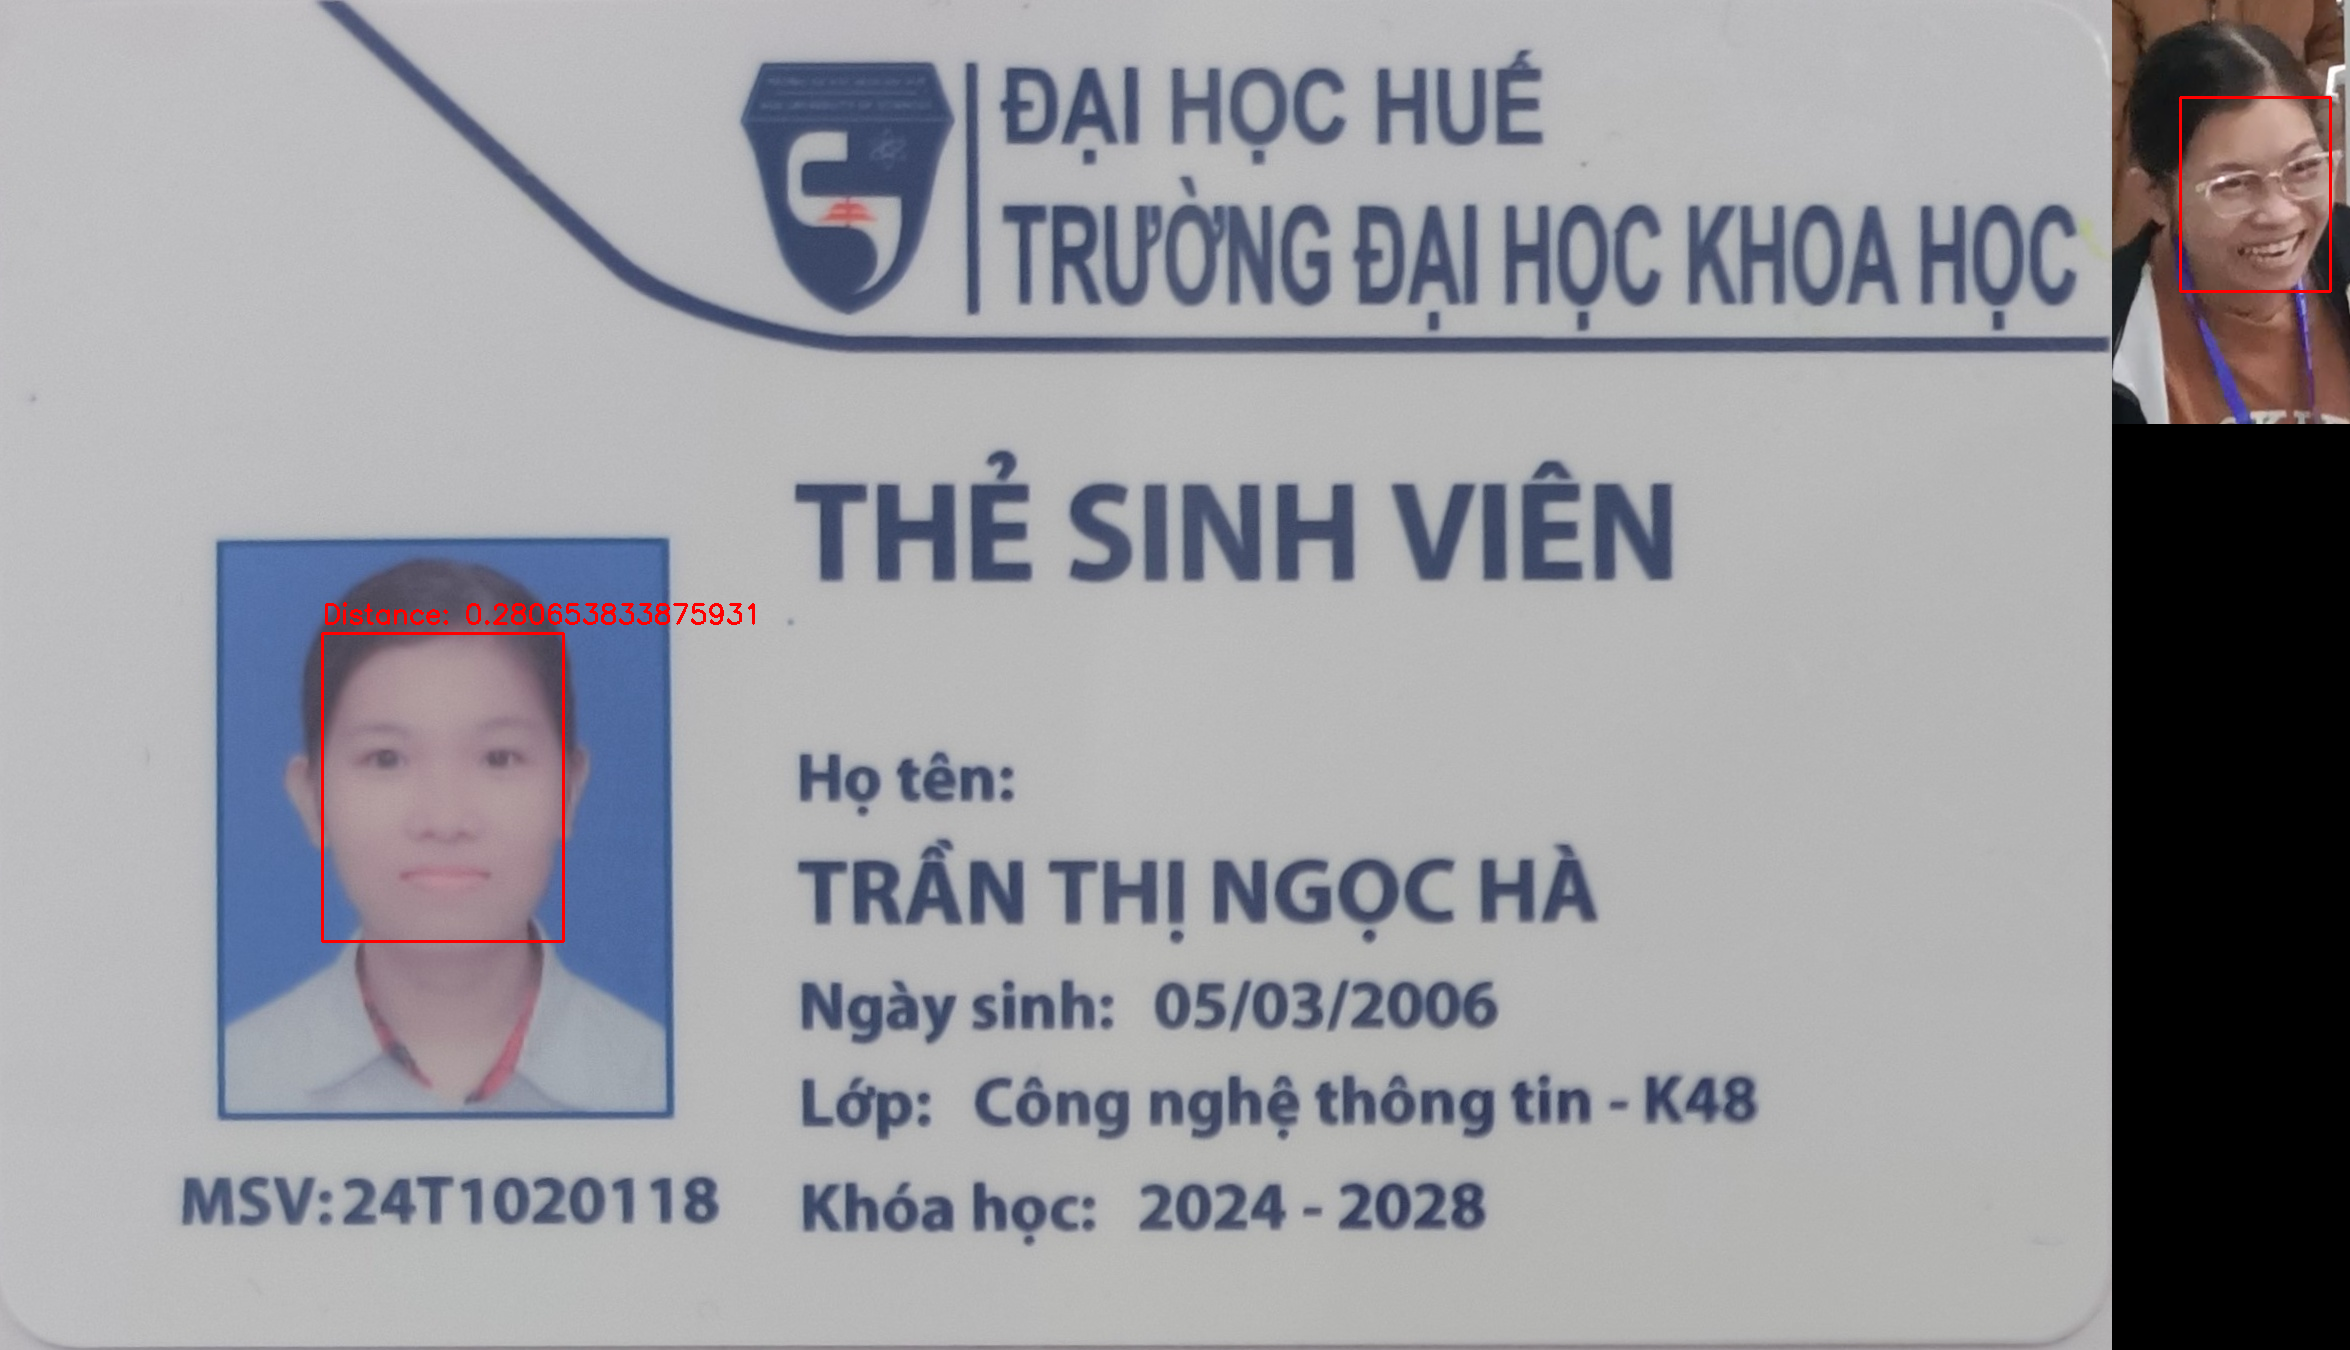 ĐẠI HỌC HUẾ
TRƯỜNG ĐẠI HỌC KHOA HỌC
THẺ SINH VIÊN
Distance: 0.280653833875931
Họ tên:
TRẦN THỊ NGỌC HÀ
Ngày sinh: 05/03/2006
Lớp: Công nghệ thông tin - K48
MSV: 24T1020118
Khóa học: 2024 - 2028